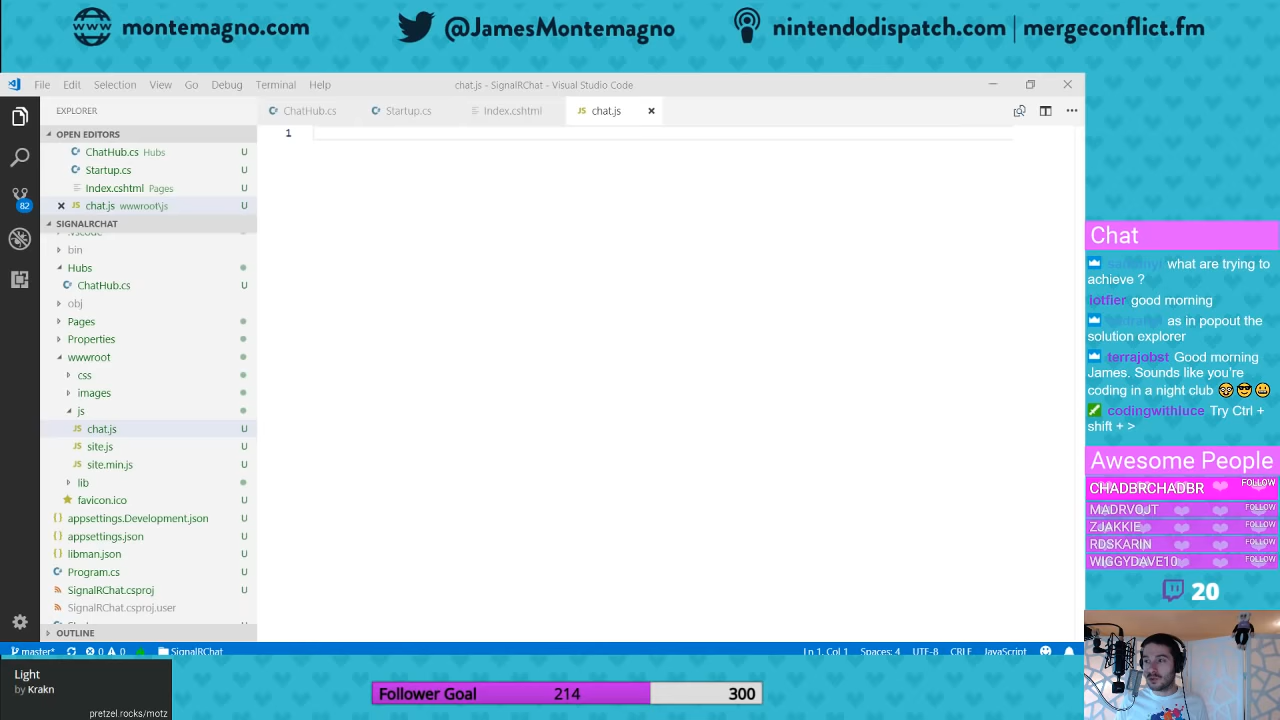 montemagno.com
@JamesMontemagno
nintendodispatch.com | mergeconflict.fm
File Edit Selection View Go Debug Terminal Help
chat.js - SignalRChat - Visual Studio Code
EXPLORER
ChatHub.cs Startup.cs Index.cshtml JS chat.js
OPEN EDITORS
ChatHub.cs Hubs U
Startup.cs U
Index.cshtml Pages U
JS chat.js wwwroot\js U
SIGNALRCHAT
.vscode
bin
Hubs
ChatHub.cs U
obj
Pages
Properties
wwwroot
css
images
js
JS chat.js U
JS site.js U
JS site.min.js U
lib
favicon.ico U
appsettings.Development.json U
appsettings.json U
libman.json U
Program.cs U
SignalRChat.csproj U
SignalRChat.csproj.user
OUTLINE
82
1
master* 0 0 SignalRChat
Ln 1, Col 1 Spaces: 4 UTF-8 CRLF JavaScript
Chat
what are trying to
achieve ?
lotfier good morning
as in popout the
solution explorer
terrajobst Good morning
James. Sounds like you're
coding in a night club
codingwithluce Try Ctrl +
shift + >
Awesome People
CHADBRCHADBR FOLLOW
MADRVOJT FOLLOW
ZJAKKIE FOLLOW
RDSKARIN FOLLOW
WIGGYDAVE10 FOLLOW
20
Light
by Krakn
pretzel.rocks/motz
Follower Goal 214 300